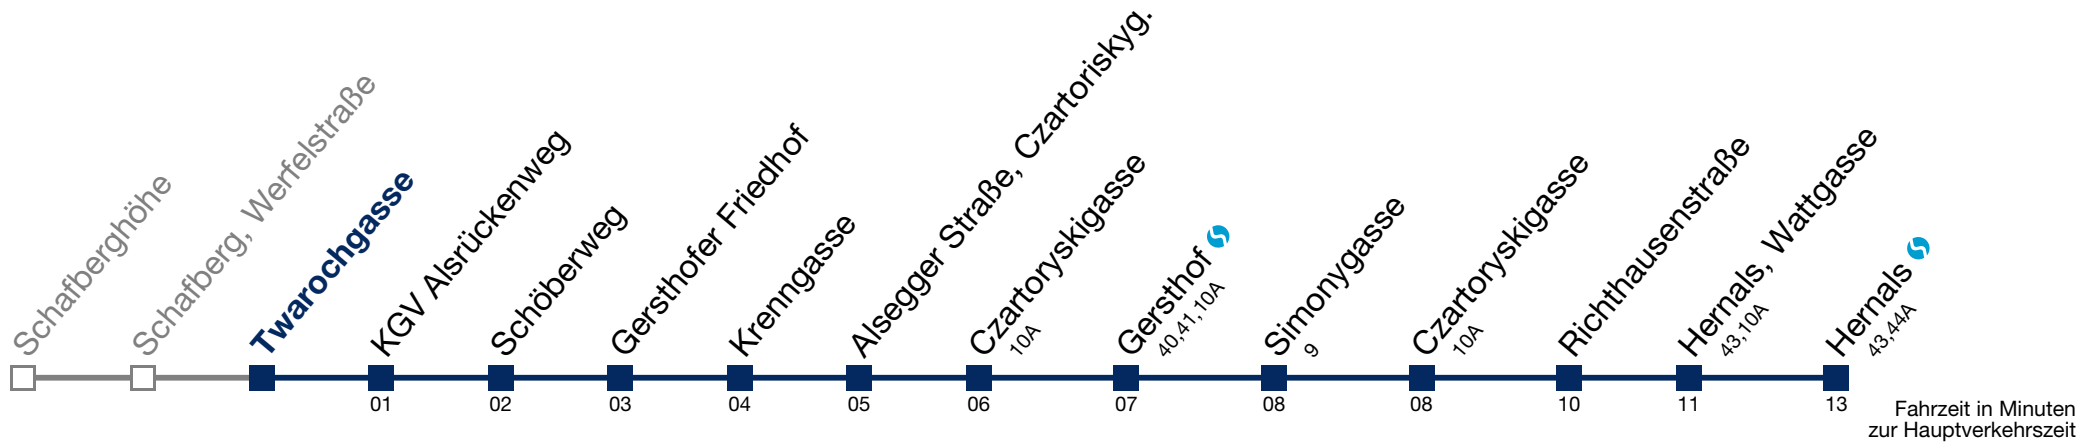 Schafberghöhe
Schafberg, Werfelstraße
Twarochgasse
KGV Alsrückenweg
01
Schöberweg
02
Gersthofer Friedhof
03
Krenngasse
04
Alsegger Straße, Czartoriskyg.
05
Czartoryskigasse
10A
06
Gersthof
40,41,10A
07
Simonygasse
9
08
Czartoryskigasse
10A
08
Richthausenstraße
10
Hernals, Wattgasse
43,10A
11
Hernals
43,44A
13
Fahrzeit in Minuten
zur Hauptverkehrszeit